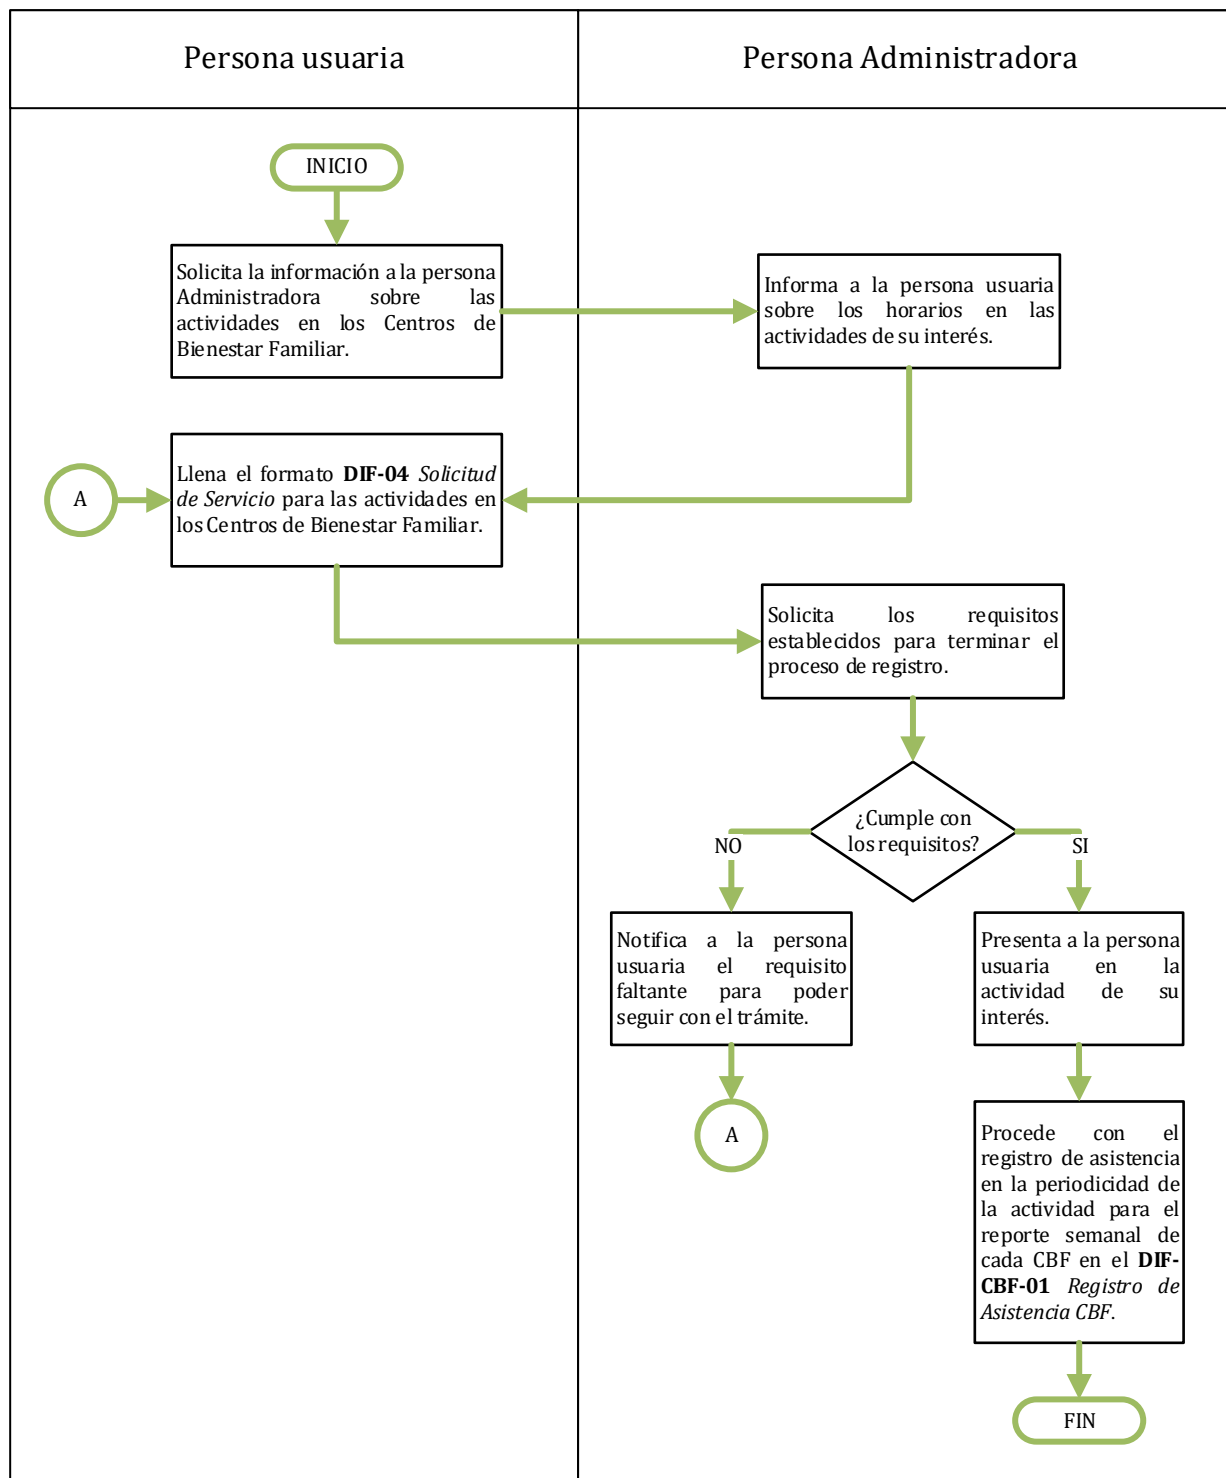 Persona usuaria
Persona Administradora
INICIO
Solicita la información a la persona
Administradora sobre las
actividades en los Centros de
Bienestar Familiar.
Informa a la persona usuaria
sobre los horarios en las
actividades de su interés.
A
Llena el formato DIF-04 Solicitud
de Servicio para las actividades en
los Centros de Bienestar Familiar.
Solicita los requisitos
establecidos para terminar el
proceso de registro.
¿Cumple con
los requisitos?
NO
SI
Notifica a la persona
usuaria el requisito
faltante para poder
seguir con el trámite.
Presenta a la persona
usuaria en la
actividad de su
interés.
A
Procede con el
registro de asistencia
en la periodicidad de
la actividad para el
reporte semanal de
cada CBF en el DIF-
CBF-01 Registro de
Asistencia CBF.
FIN